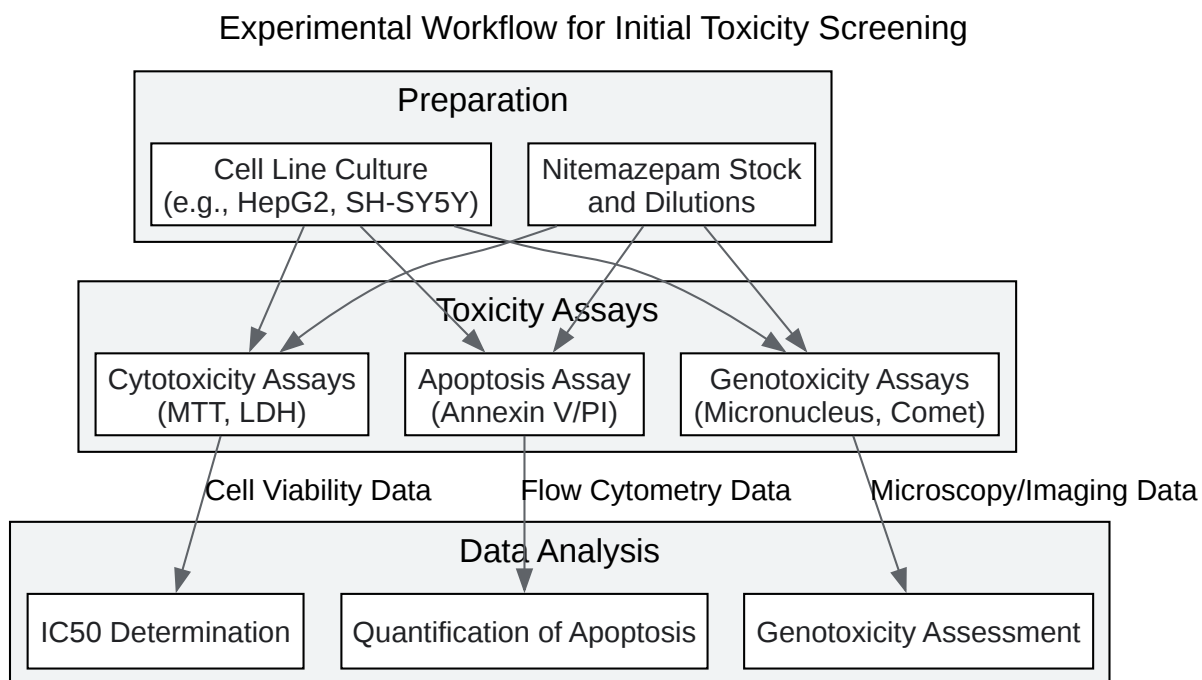 Experimental Workflow for Initial Toxicity Screening
Preparation
Cell Line Culture
(e.g., HepG2, SH-SY5Y)
Nitemazepam Stock
and Dilutions
Toxicity Assays
Cytotoxicity Assays
(MTT, LDH)
Apoptosis Assay
(Annexin V/PI)
Genotoxicity Assays
(Micronucleus, Comet)
Cell Viability Data
Flow Cytometry Data
Microscopy/Imaging Data
Data Analysis
IC50 Determination
Quantification of Apoptosis
Genotoxicity Assessment